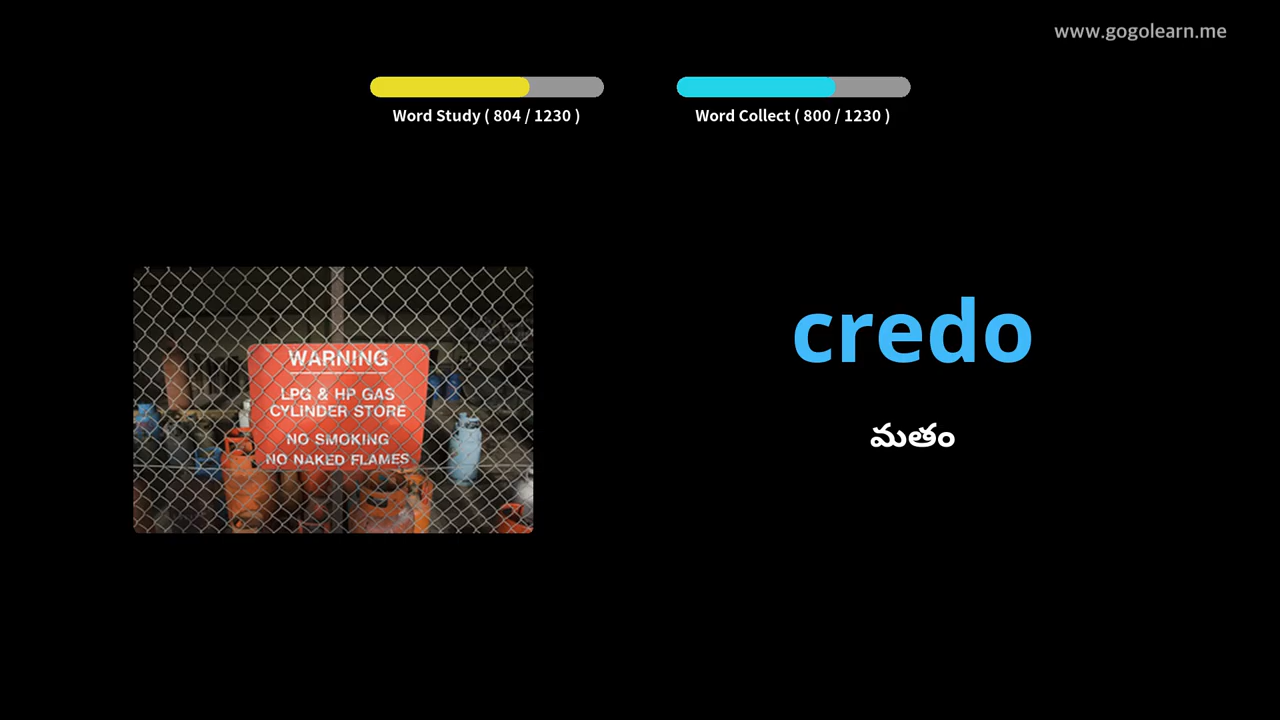 www.gogolearn.me
Word Study ( 804 / 1230 )
Word Collect ( 800 / 1230 )
WARNING
LPG & HP GAS
CYLINDER STORE
NO SMOKING
NO NAKED FLAMES
credo
మతం